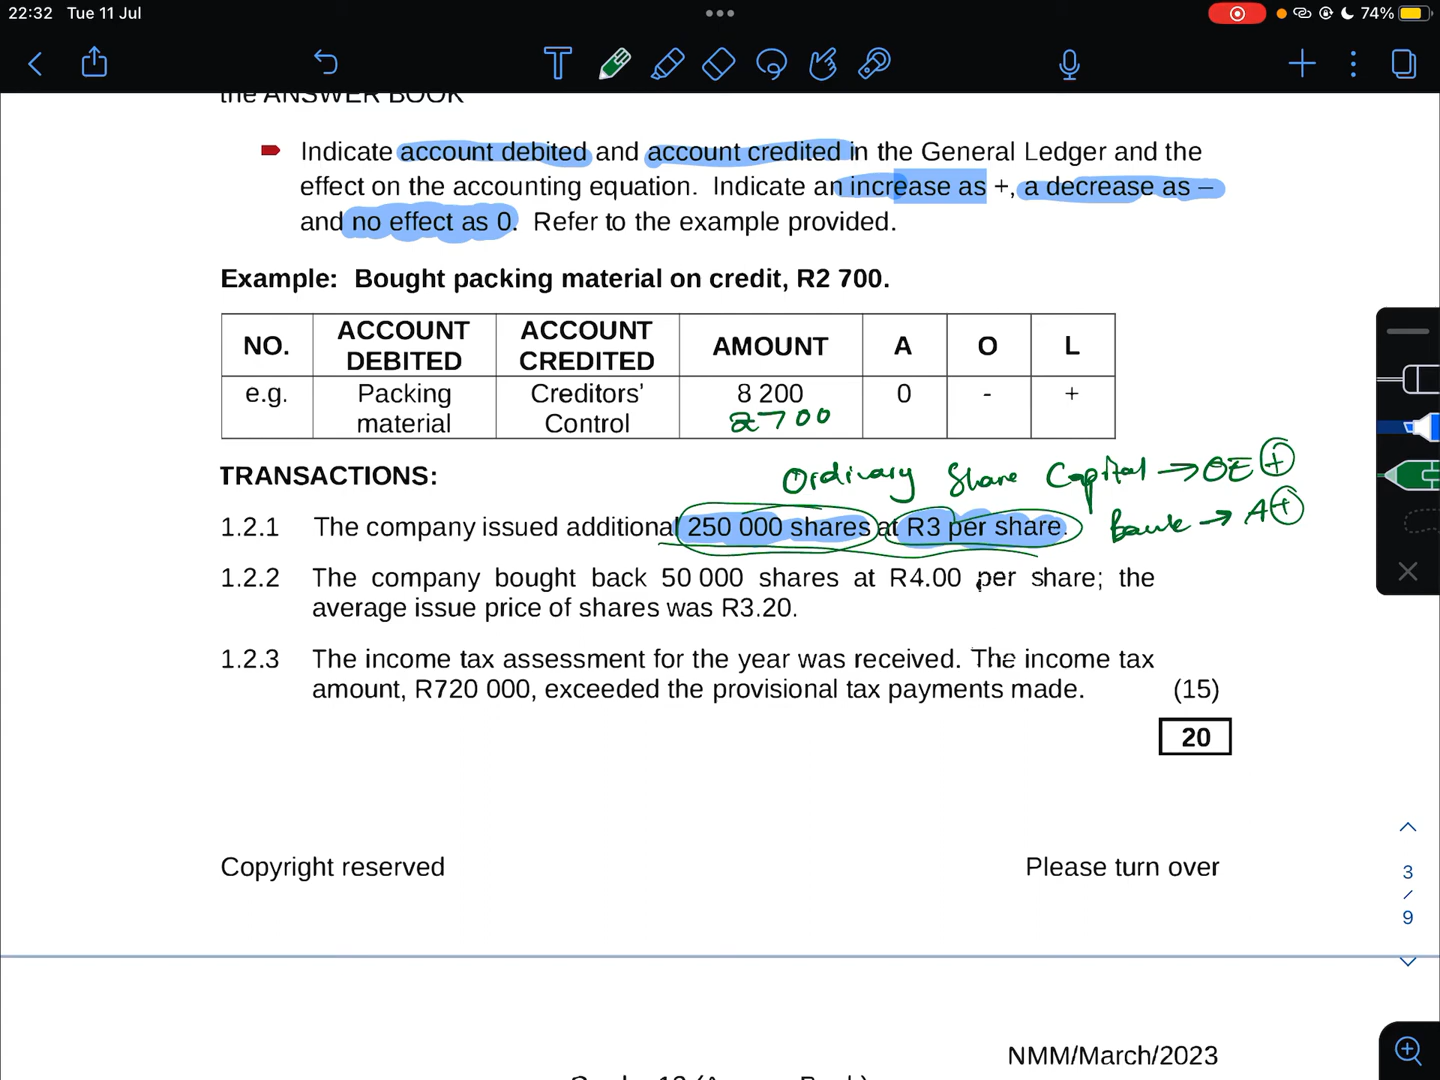 22:32 Tue 11 Jul
74%
the ANSWER BOOK
Indicate account debited and account credited in the General Ledger and the
effect on the accounting equation. Indicate an increase as +, a decrease as –
and no effect as 0. Refer to the example provided.
Example: Bought packing material on credit, R2 700.
NO. ACCOUNT DEBITED ACCOUNT CREDITED AMOUNT A O L
e.g. Packing material Creditors' Control 8 200 0 - +
2700
Ordinary Share Capital → OE +
TRANSACTIONS:
1.2.1 The company issued additional 250 000 shares at R3 per share.
Bank → A +
1.2.2 The company bought back 50 000 shares at R4.00 per share; the
average issue price of shares was R3.20.
1.2.3 The income tax assessment for the year was received. The income tax
amount, R720 000, exceeded the provisional tax payments made. (15)
20
Copyright reserved Please turn over
3
/
9
NMM/March/2023